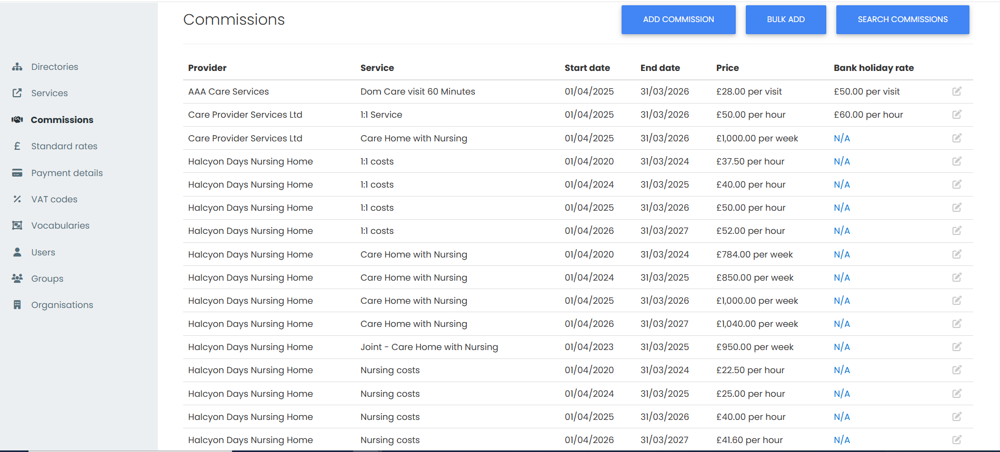 Commissions
ADD COMMISSION
BULK ADD
SEARCH COMMISSIONS
Directories
Services
Commissions
Standard rates
Payment details
VAT codes
Vocabularies
Users
Groups
Organisations
Provider Service Start date End date Price Bank holiday rate
AAA Care Services Dom Care visit 60 Minutes 01/04/2025 31/03/2026 £28.00 per visit £50.00 per visit
Care Provider Services Ltd 1:1 Service 01/04/2025 31/03/2026 £50.00 per hour £60.00 per hour
Care Provider Services Ltd Care Home with Nursing 01/04/2025 31/03/2026 £1,000.00 per week N/A
Halcyon Days Nursing Home 1:1 costs 01/04/2020 31/03/2024 £37.50 per hour N/A
Halcyon Days Nursing Home 1:1 costs 01/04/2024 31/03/2025 £40.00 per hour N/A
Halcyon Days Nursing Home 1:1 costs 01/04/2025 31/03/2026 £50.00 per hour N/A
Halcyon Days Nursing Home 1:1 costs 01/04/2026 31/03/2027 £52.00 per hour N/A
Halcyon Days Nursing Home Care Home with Nursing 01/04/2020 31/03/2024 £784.00 per week N/A
Halcyon Days Nursing Home Care Home with Nursing 01/04/2024 31/03/2025 £850.00 per week N/A
Halcyon Days Nursing Home Care Home with Nursing 01/04/2025 31/03/2026 £1,000.00 per week N/A
Halcyon Days Nursing Home Care Home with Nursing 01/04/2026 31/03/2027 £1,040.00 per week N/A
Halcyon Days Nursing Home Joint - Care Home with Nursing 01/04/2023 31/03/2025 £950.00 per week N/A
Halcyon Days Nursing Home Nursing costs 01/04/2020 31/03/2024 £22.50 per hour N/A
Halcyon Days Nursing Home Nursing costs 01/04/2024 31/03/2025 £25.00 per hour N/A
Halcyon Days Nursing Home Nursing costs 01/04/2025 31/03/2026 £40.00 per hour N/A
Halcyon Days Nursing Home Nursing costs 01/04/2026 31/03/2027 £41.60 per hour N/A